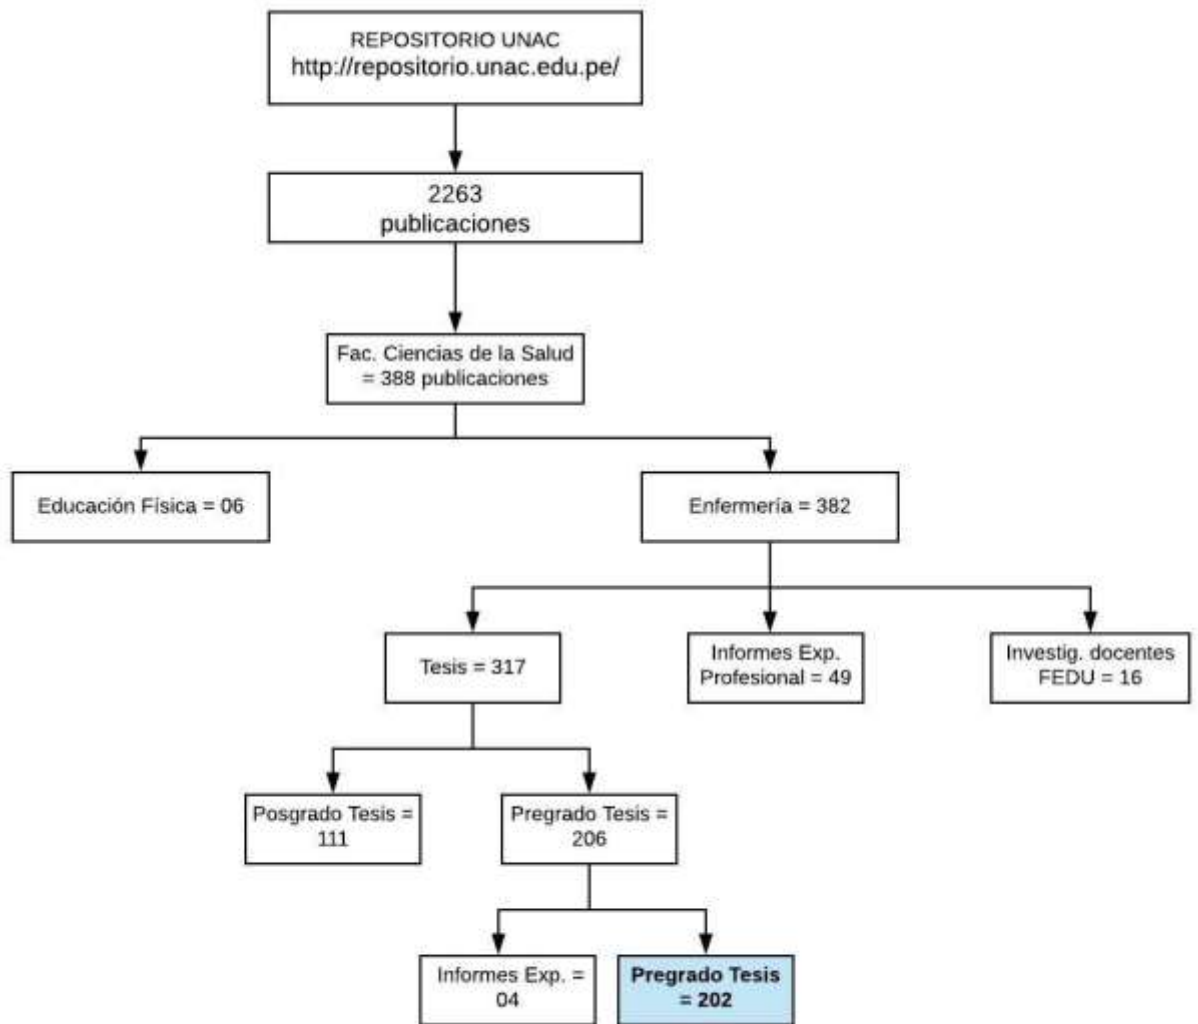 REPOSITORIO UNAC
http://repositorio.unac.edu.pe/
2263
publicaciones
Fac. Ciencias de la Salud
= 388 publicaciones
Educación Física = 06
Enfermería = 382
Tesis = 317
Informes Exp.
Profesional = 49
Investig. docentes
FEDU = 16
Posgrado Tesis =
111
Pregrado Tesis =
206
Informes Exp. =
04
Pregrado Tesis
= 202